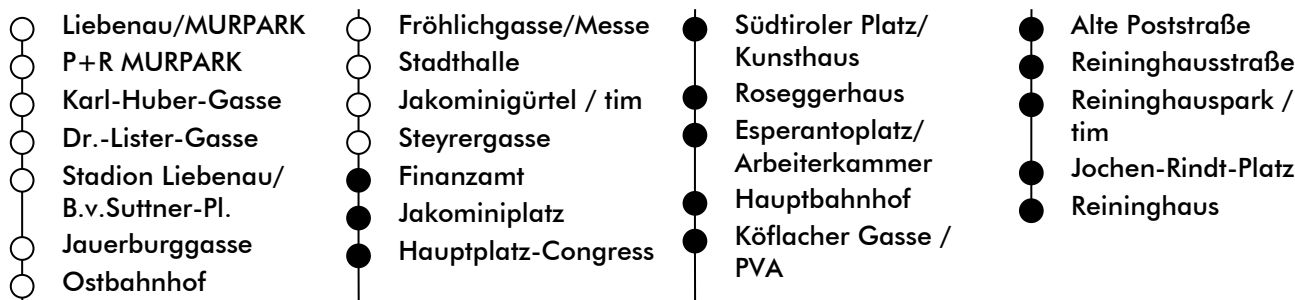 Liebenau/MURPARK
P+R MURPARK
Karl-Huber-Gasse
Dr.-Lister-Gasse
Stadion Liebenau/
B.v.Suttner-Pl.
Jauerburggasse
Ostbahnhof
Fröhlichgasse/Messe
Stadthalle
Jakominigürtel / tim
Steyrergasse
Finanzamt
Jakominiplatz
Hauptplatz-Congress
Südtiroler Platz/
Kunsthaus
Roseggerhaus
Esperantoplatz/
Arbeiterkammer
Hauptbahnhof
Köflacher Gasse /
PVA
Alte Poststraße
Reininghausstraße
Reininghauspark /
tim
Jochen-Rindt-Platz
Reininghaus